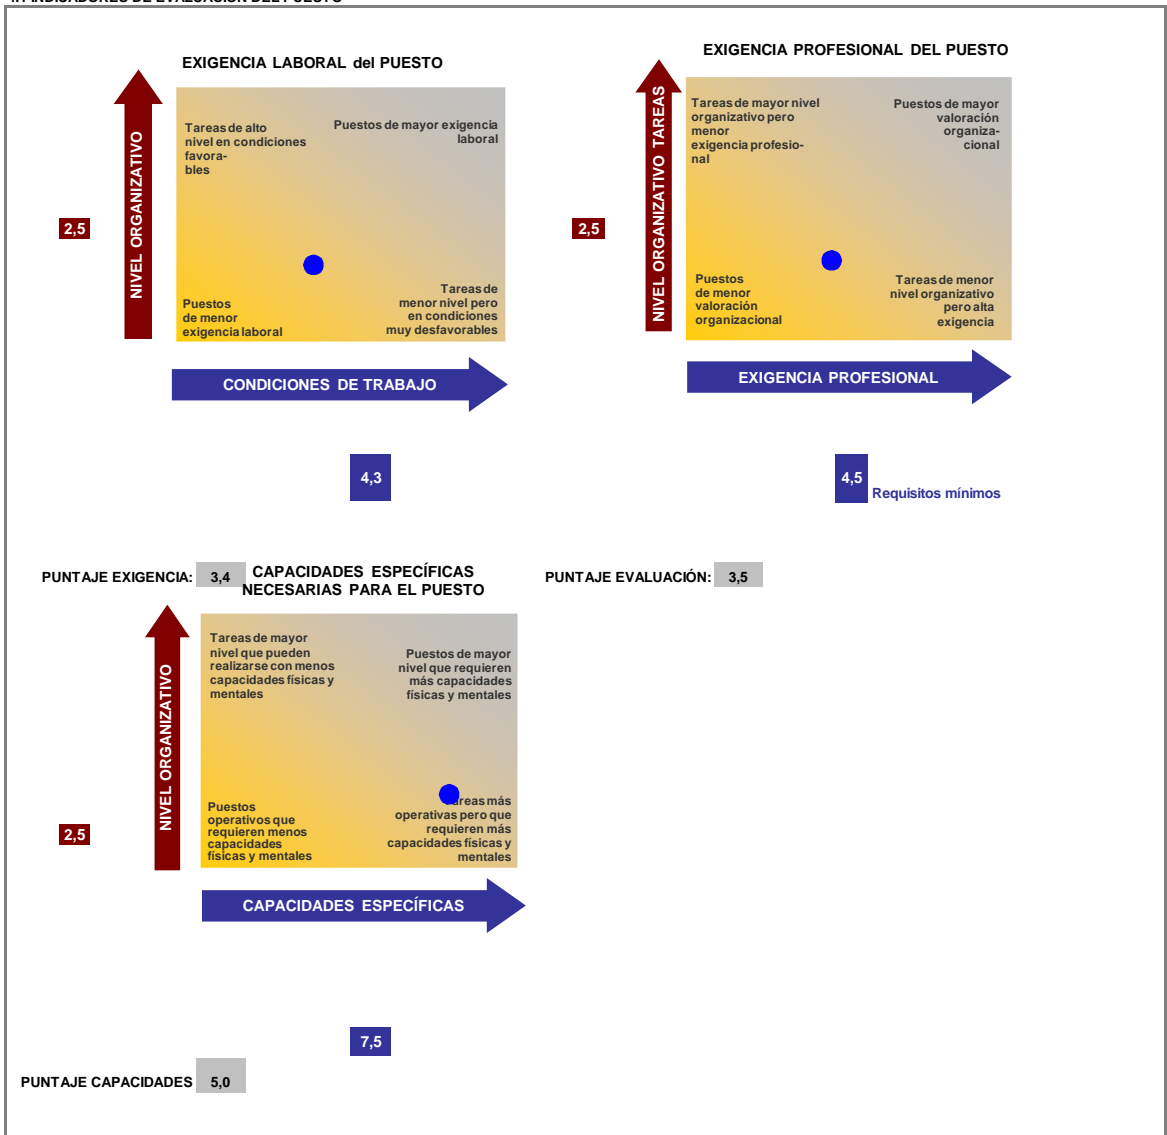 EXIGENCIA LABORAL del PUESTO
NIVEL ORGANIZATIVO
2,5
Tareas de alto
nivel en condiciones
favora-
bles
Puestos de mayor exigencia
laboral
Puestos
de menor
exigencia laboral
Tareas de
menor nivel pero
en condiciones
muy desfavorables
CONDICIONES DE TRABAJO
4,3
EXIGENCIA PROFESIONAL DEL PUESTO
NIVEL ORGANIZATIVO TAREAS
2,5
Tareas de mayor nivel
organizativo pero
menor
exigencia profesio-
nal
Puestos de mayor
valoración
organiza-
cional
Puestos
de menor
valoración
organizacional
Tareas de menor
nivel organizativo
pero alta
exigencia
EXIGENCIA PROFESIONAL
4,5
Requisitos mínimos
PUNTAJE EXIGENCIA: 3,4
PUNTAJE EVALUACIÓN: 3,5
CAPACIDADES ESPECÍFICAS
NECESARIAS PARA EL PUESTO
NIVEL ORGANIZATIVO
2,5
Tareas de mayor
nivel que pueden
realizarse con menos
capacidades físicas y
mentales
Puestos de mayor
nivel que requieren
más capacidades
físicas y mentales
Puestos
operativos que
requieren menos
capacidades
físicas y mentales
más
operativas pero que
requieren más
capacidades físicas y
mentales
CAPACIDADES ESPECÍFICAS
7,5
PUNTAJE CAPACIDADES 5,0